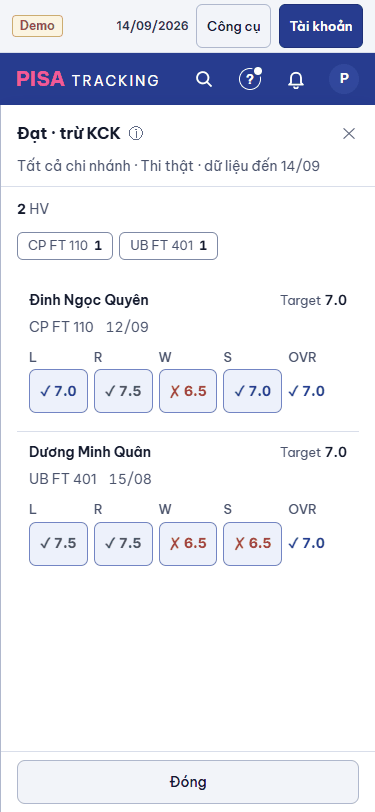 Demo 14/09/2026 Công cụ Tài khoản
PISA TRACKING ? P
Đạt · trừ KCK ⓘ ×
Tất cả chi nhánh · Thi thật · dữ liệu đến 14/09
2 HV
CP FT 110 1 UB FT 401 1
Đinh Ngọc Quyên Target 7.0
CP FT 110 12/09
L R W S OVR
✓ 7.0 ✓ 7.5 ✗ 6.5 ✓ 7.0 ✓ 7.0
Dương Minh Quân Target 7.0
UB FT 401 15/08
L R W S OVR
✓ 7.5 ✓ 7.5 ✗ 6.5 ✗ 6.5 ✓ 7.0
Đóng